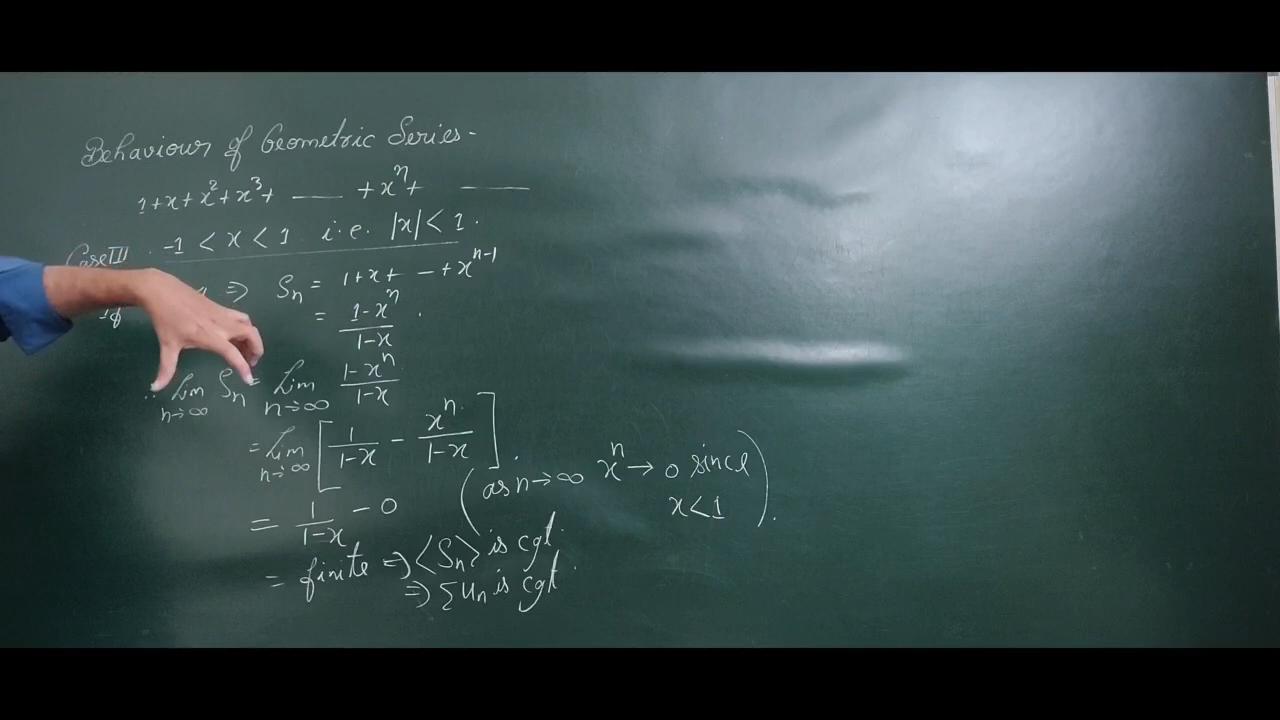 Behaviour of Geometric Series -
1+x+x²+x³+ ...... +xⁿ+ ———
Case III . -1 < x < 1 i.e. |x| < 1.
If ⇒ Sₙ = 1+x+ - +xⁿ⁻¹
= (1-xⁿ)/(1-x) .
∴ Lim n→∞ Sₙ = Lim n→∞ (1-xⁿ)/(1-x)
= Lim n→∞ [1/(1-x) - xⁿ/(1-x)].
= 1/(1-x) - 0 (as n→∞ xⁿ→ 0 since x<1).
= finite ⇒ ⟨Sₙ⟩ is cgt.
⇒ Σuₙ is cgt.